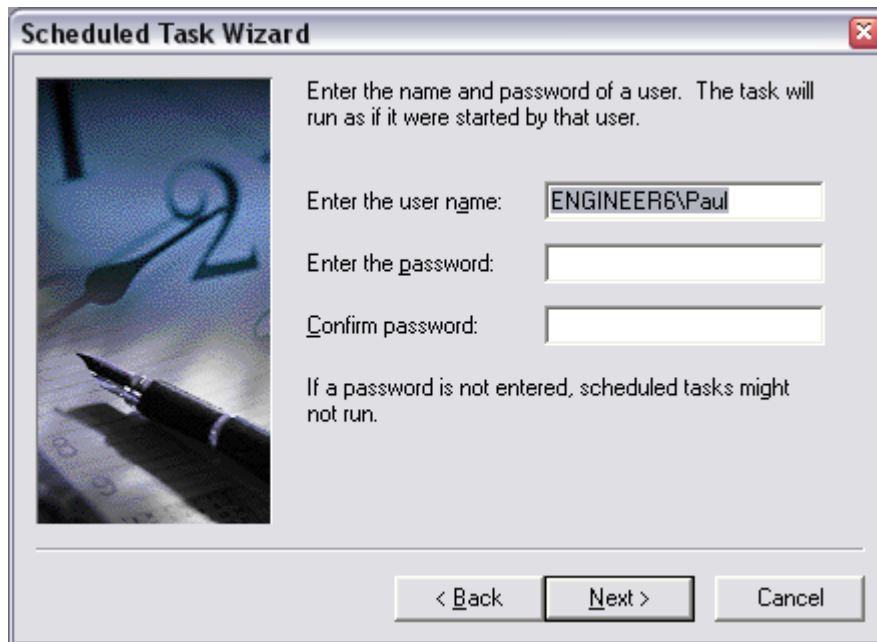 Scheduled Task Wizard
Enter the name and password of a user.  The task will
run as if it were started by that user.
Enter the user name:
ENGINEER6\Paul
Enter the password:
Confirm password:
If a password is not entered, scheduled tasks might
not run.
2
< Back
Next >
Cancel